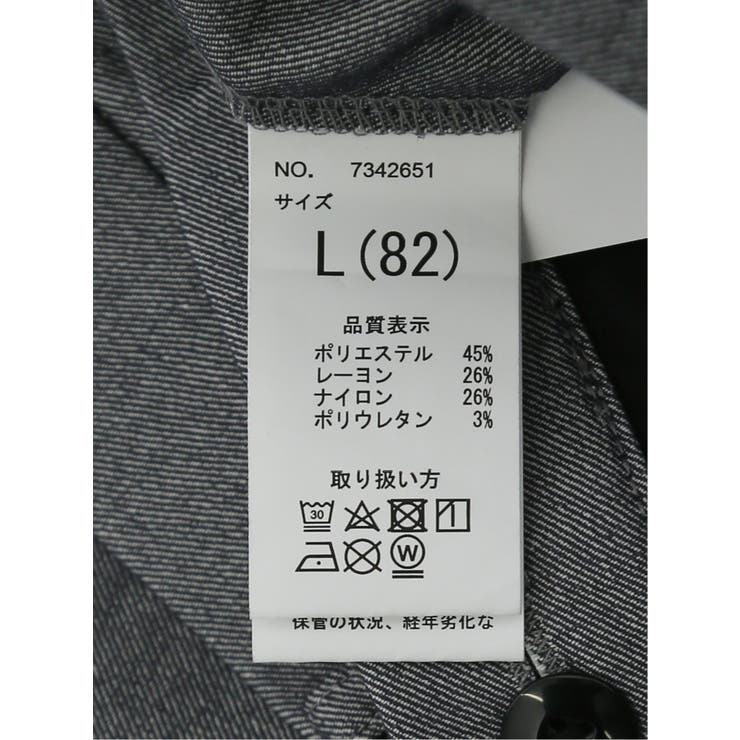 NO. 7342651
サイズ
L(82)
品質表示
ポリエステル 45%
レーヨン 26%
ナイロン 26%
ポリウレタン 3%
取り扱い方
30
W
保管の状況、経年劣化な